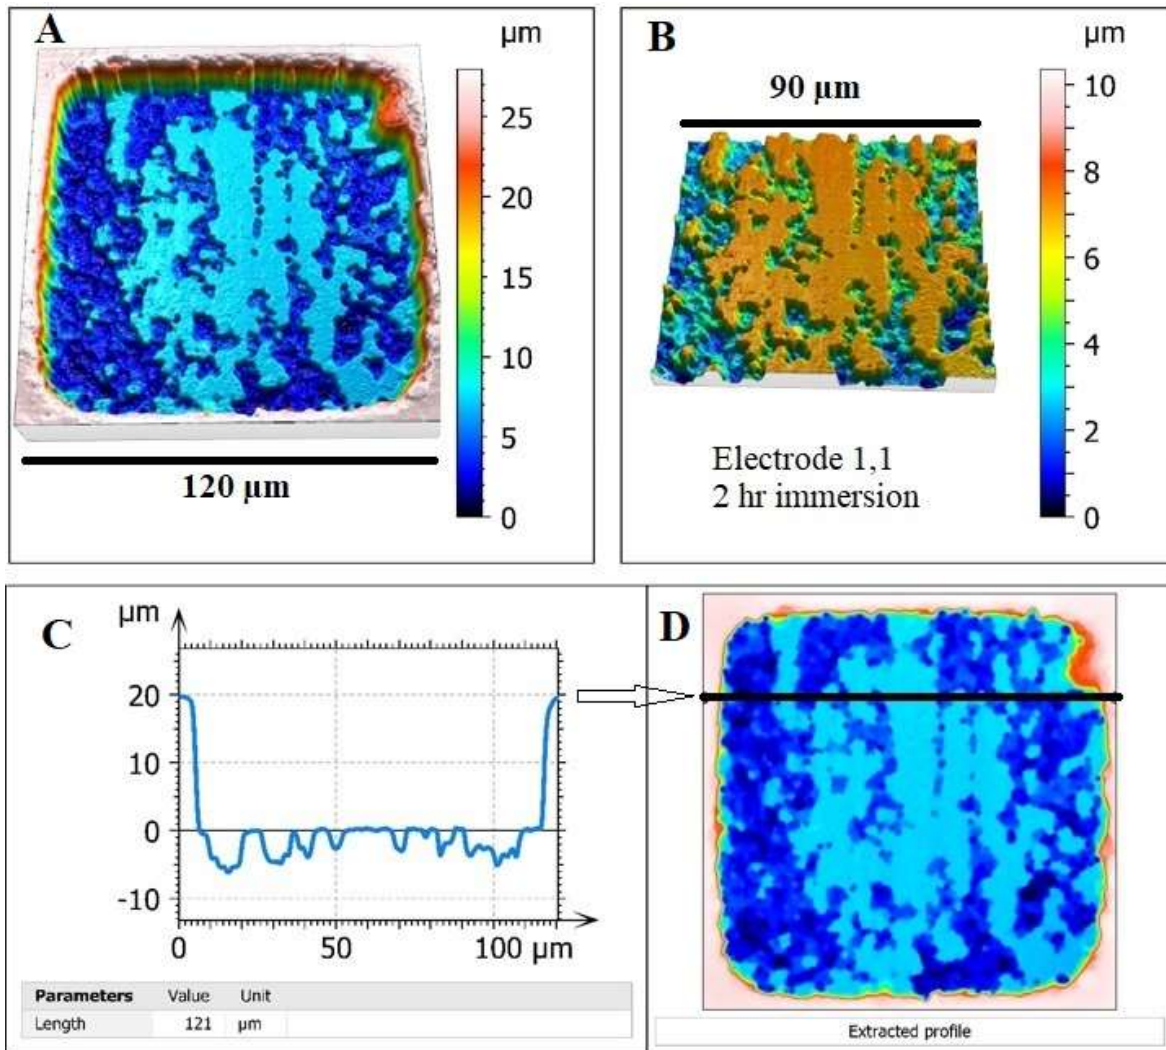 A
µm
25
20
15
10
5
0
120 µm
B
µm
90 µm
10
8
6
4
2
0
Electrode 1,1
2 hr immersion
C
µm
20
10
0
-10
0 50 100 µm
Parameters Value Unit
Length 121 µm
D
Extracted profile